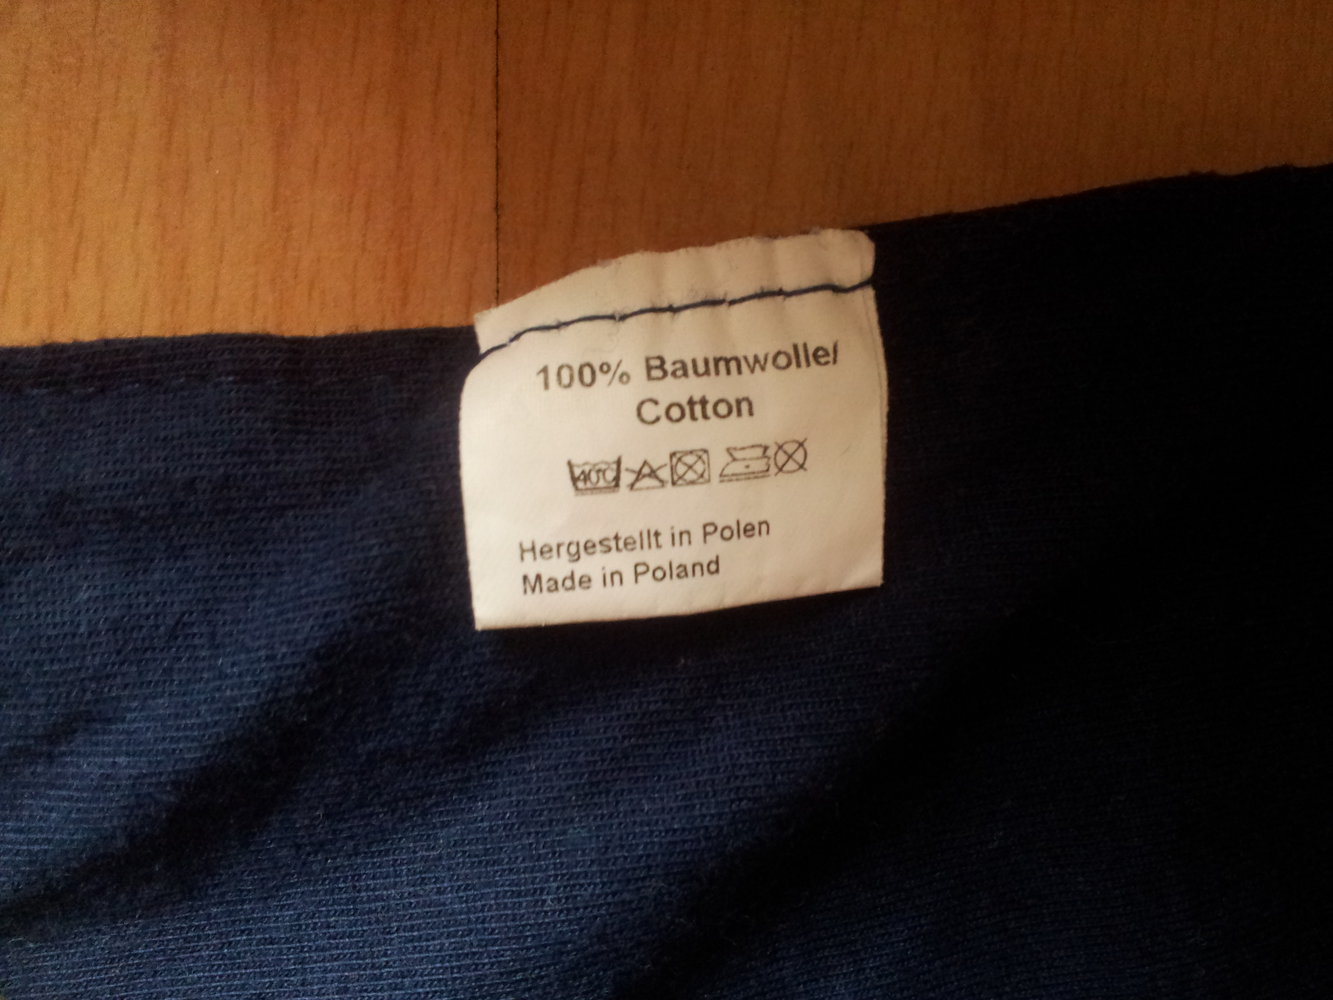 100% Baumwolle/
Cotton
40°C
Hergestellt in Polen
Made in Poland